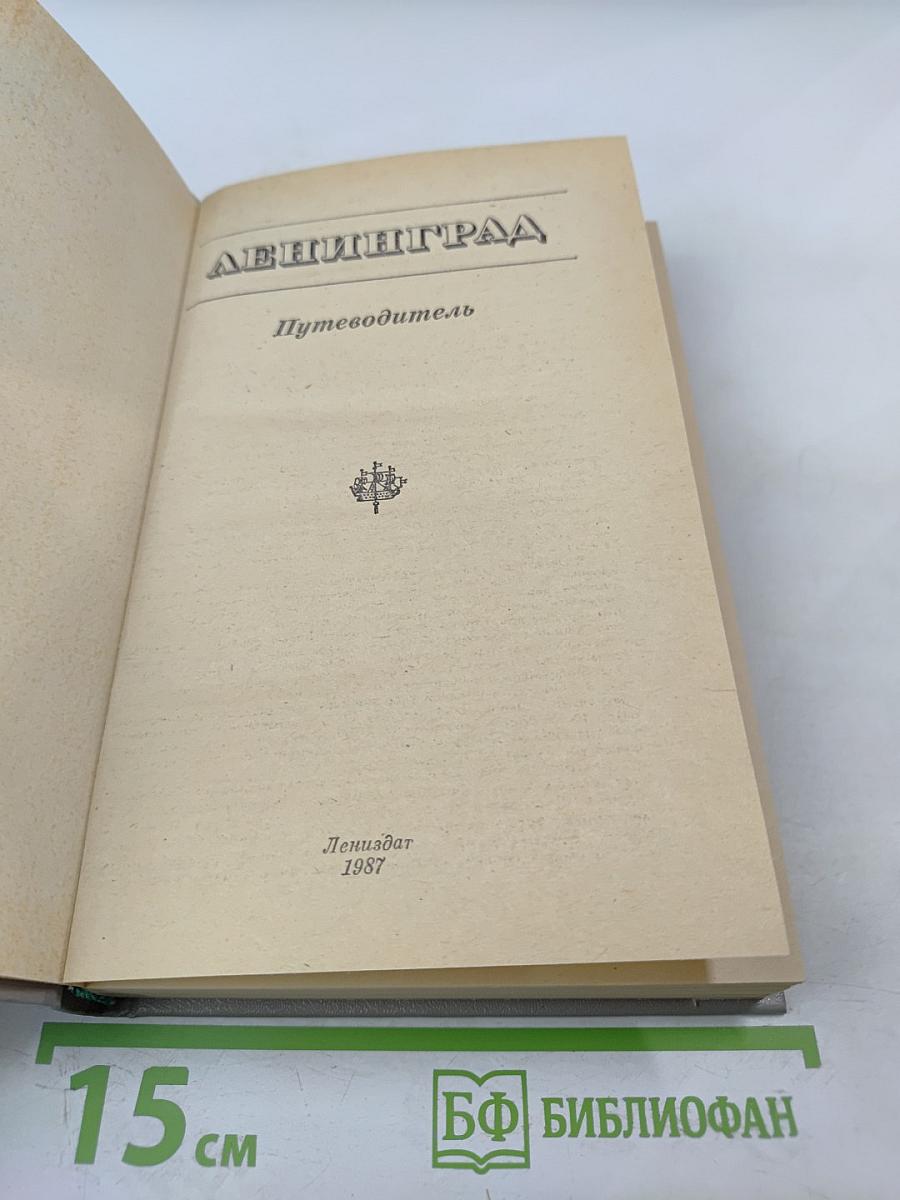 ЛЕНИНГРАД
Путеводитель
Лениздат
1987
15 см
БФ БИБЛИОФАН